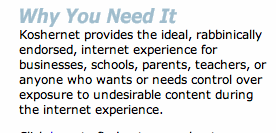 Why You Need It
Koshernet provides the ideal, rabbinically
endorsed, internet experience for
businesses, schools, parents, teachers, or
anyone who wants or needs control over
exposure to undesirable content during
the internet experience.